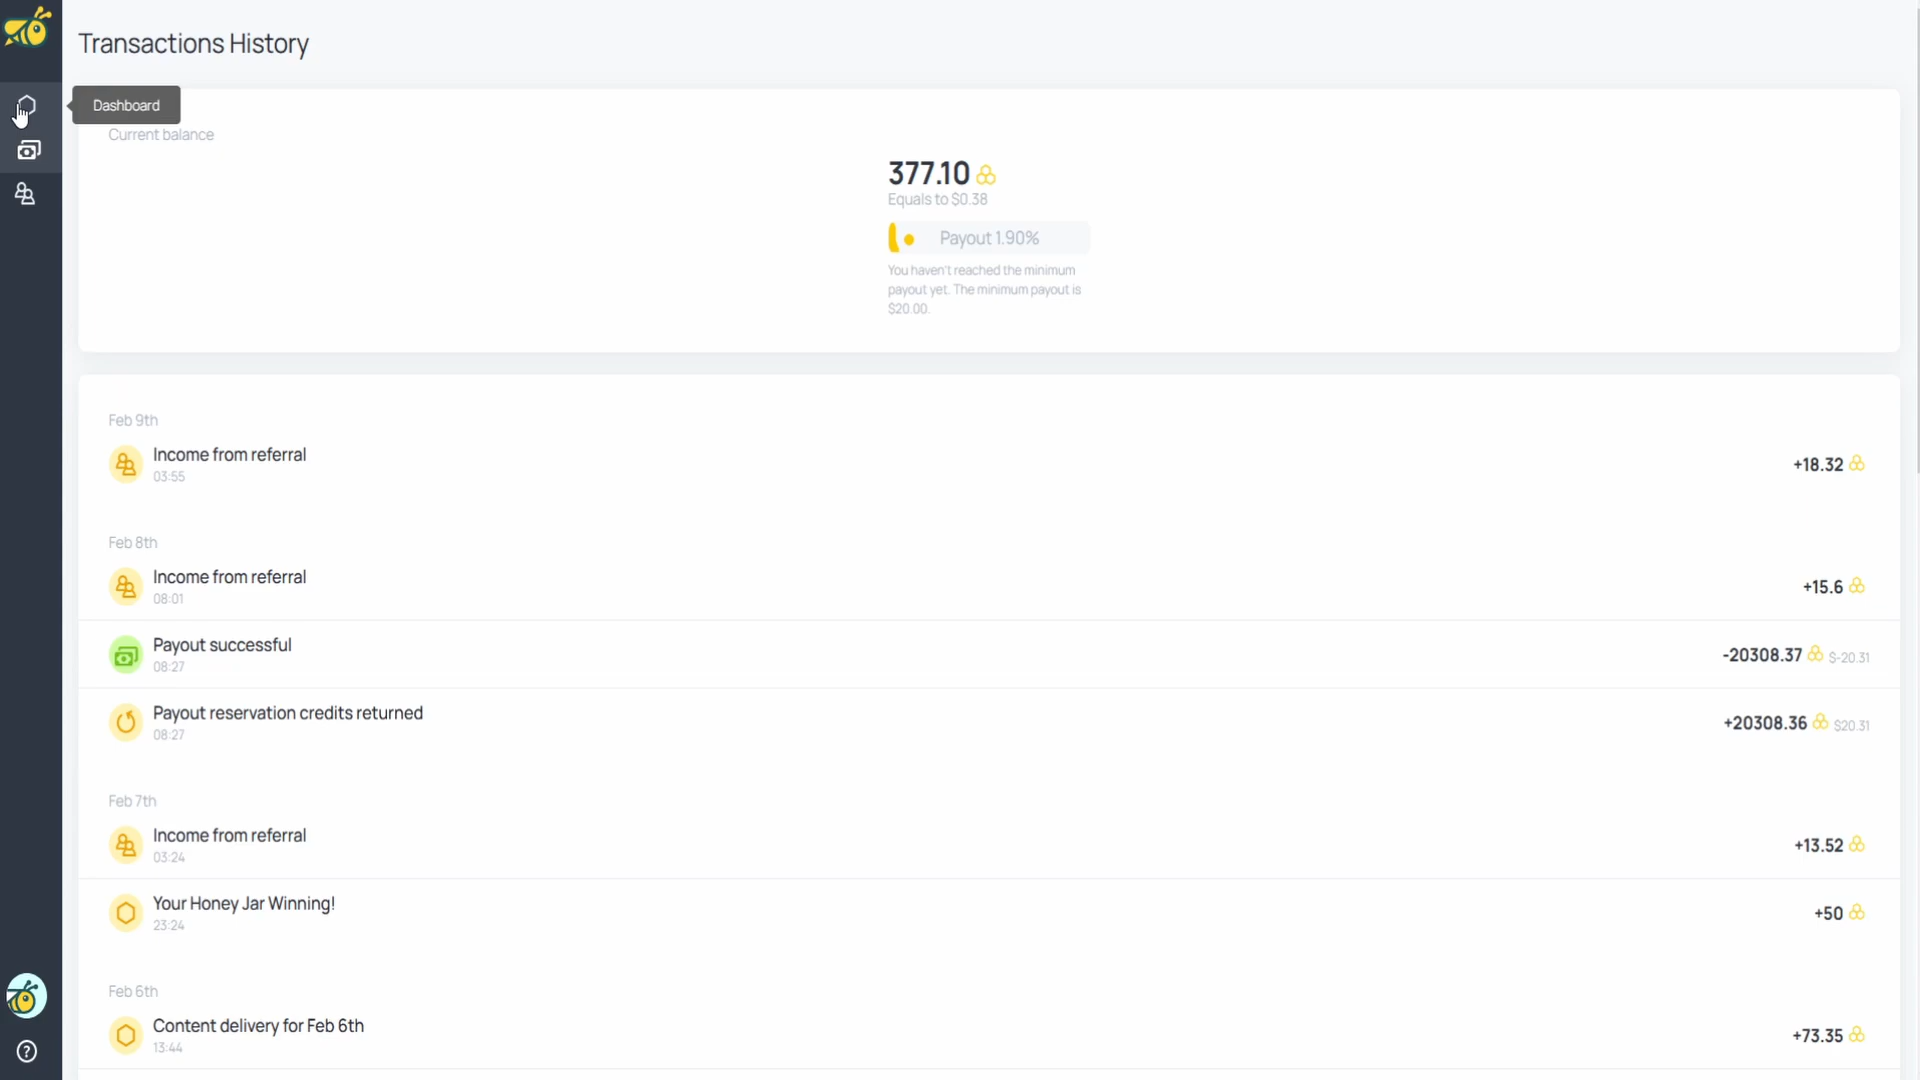 Transactions History
Dashboard
Current balance
377.10
Equals to $0.38
Payout 1.90%
You haven't reached the minimum
payout yet. The minimum payout is
$20.00.
Feb 9th
Income from referral
+18.32
03:55
Feb 8th
Income from referral
+15.6
08:01
Payout successful
-20308.37 $-20.31
08:27
Payout reservation credits returned
+20308.36 $20.31
08:27
Feb 7th
Income from referral
+13.52
03:24
Your Honey Jar Winning!
+50
23:24
Feb 6th
Content delivery for Feb 6th
+73.35
13:44